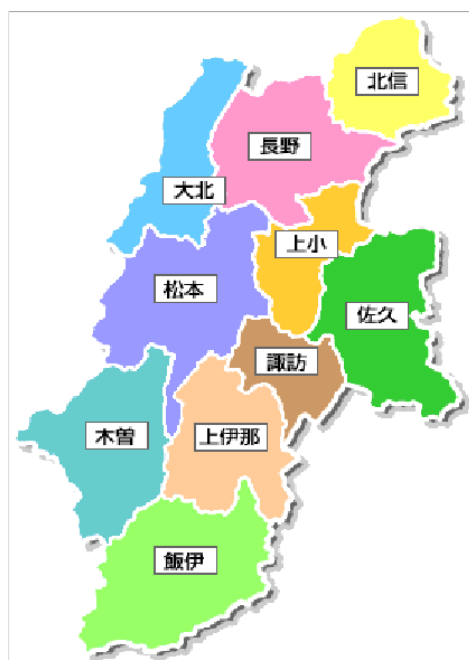 北信
長野
大北
上小
松本
佐久
諏訪
木曽
上伊那
飯伊